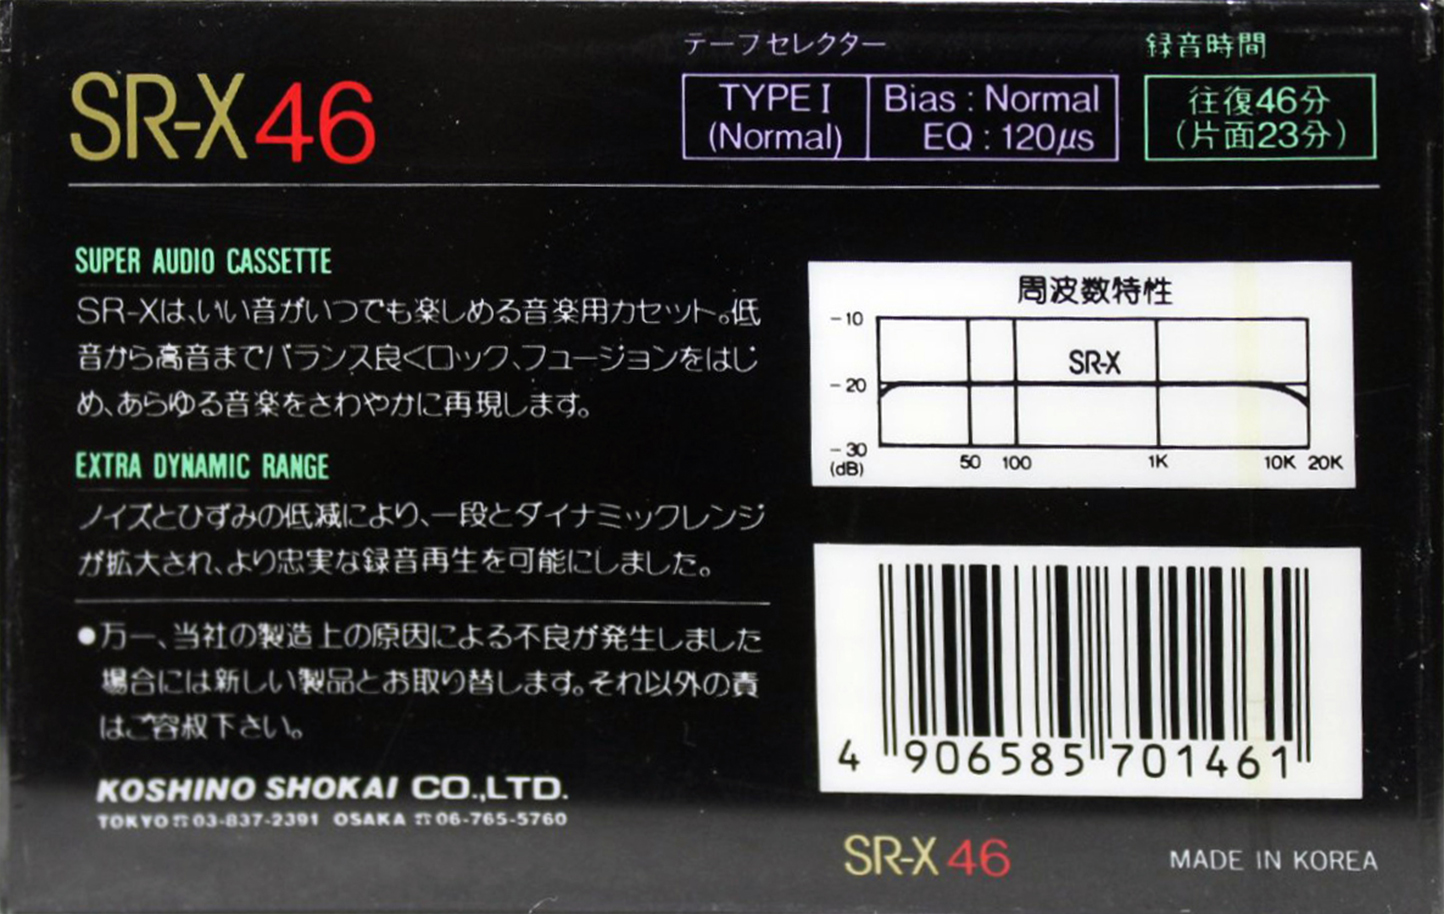 SR-X46
テープセレクター
TYPE I
(Normal)
Bias : Normal
EQ : 120μs
録音時間
往復46分
(片面23分)
SUPER AUDIO CASSETTE
SR-Xは、いい音がいつでも楽しめる音楽用カセット。低
音から高音までバランス良くロック、フュージョンをはじ
め、あらゆる音楽をさわやかに再現します。
EXTRA DYNAMIC RANGE
ノイズとひずみの低減により、一段とダイナミックレンジ
が拡大され、より忠実な録音再生を可能にしました。
●万一、当社の製造上の原因による不良が発生しました
場合には新しい製品とお取り替します。それ以外の責
はご容赦下さい。
KOSHINO SHOKAI CO.,LTD.
TOKYO☎03-837-2391 OSAKA☎06-765-5760
周波数特性
-10
SR-X
-20
-30
(dB)
50 100 1K 10K 20K
4 906585 701461
SR-X 46
MADE IN KOREA